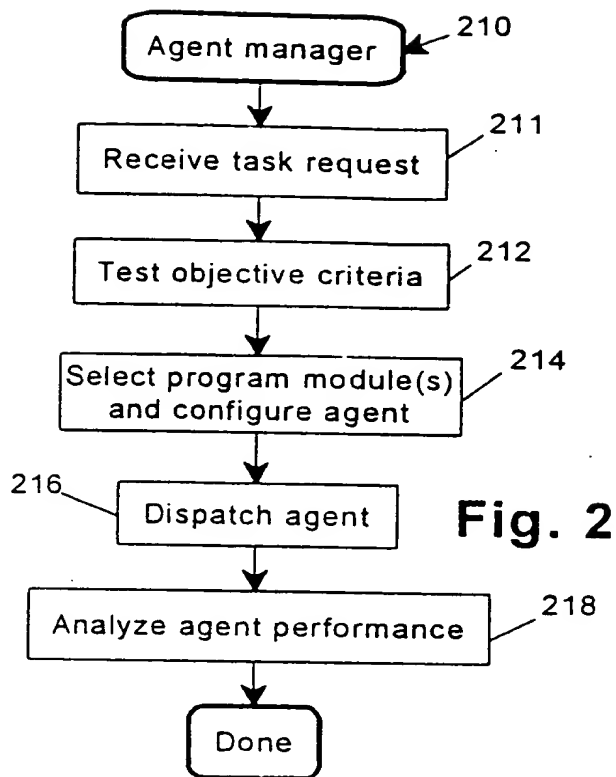 Agent manager
210
Receive task request
211
Test objective criteria
212
Select program module(s)
and configure agent
214
216
Dispatch agent
Fig. 2
Analyze agent performance
218
Done